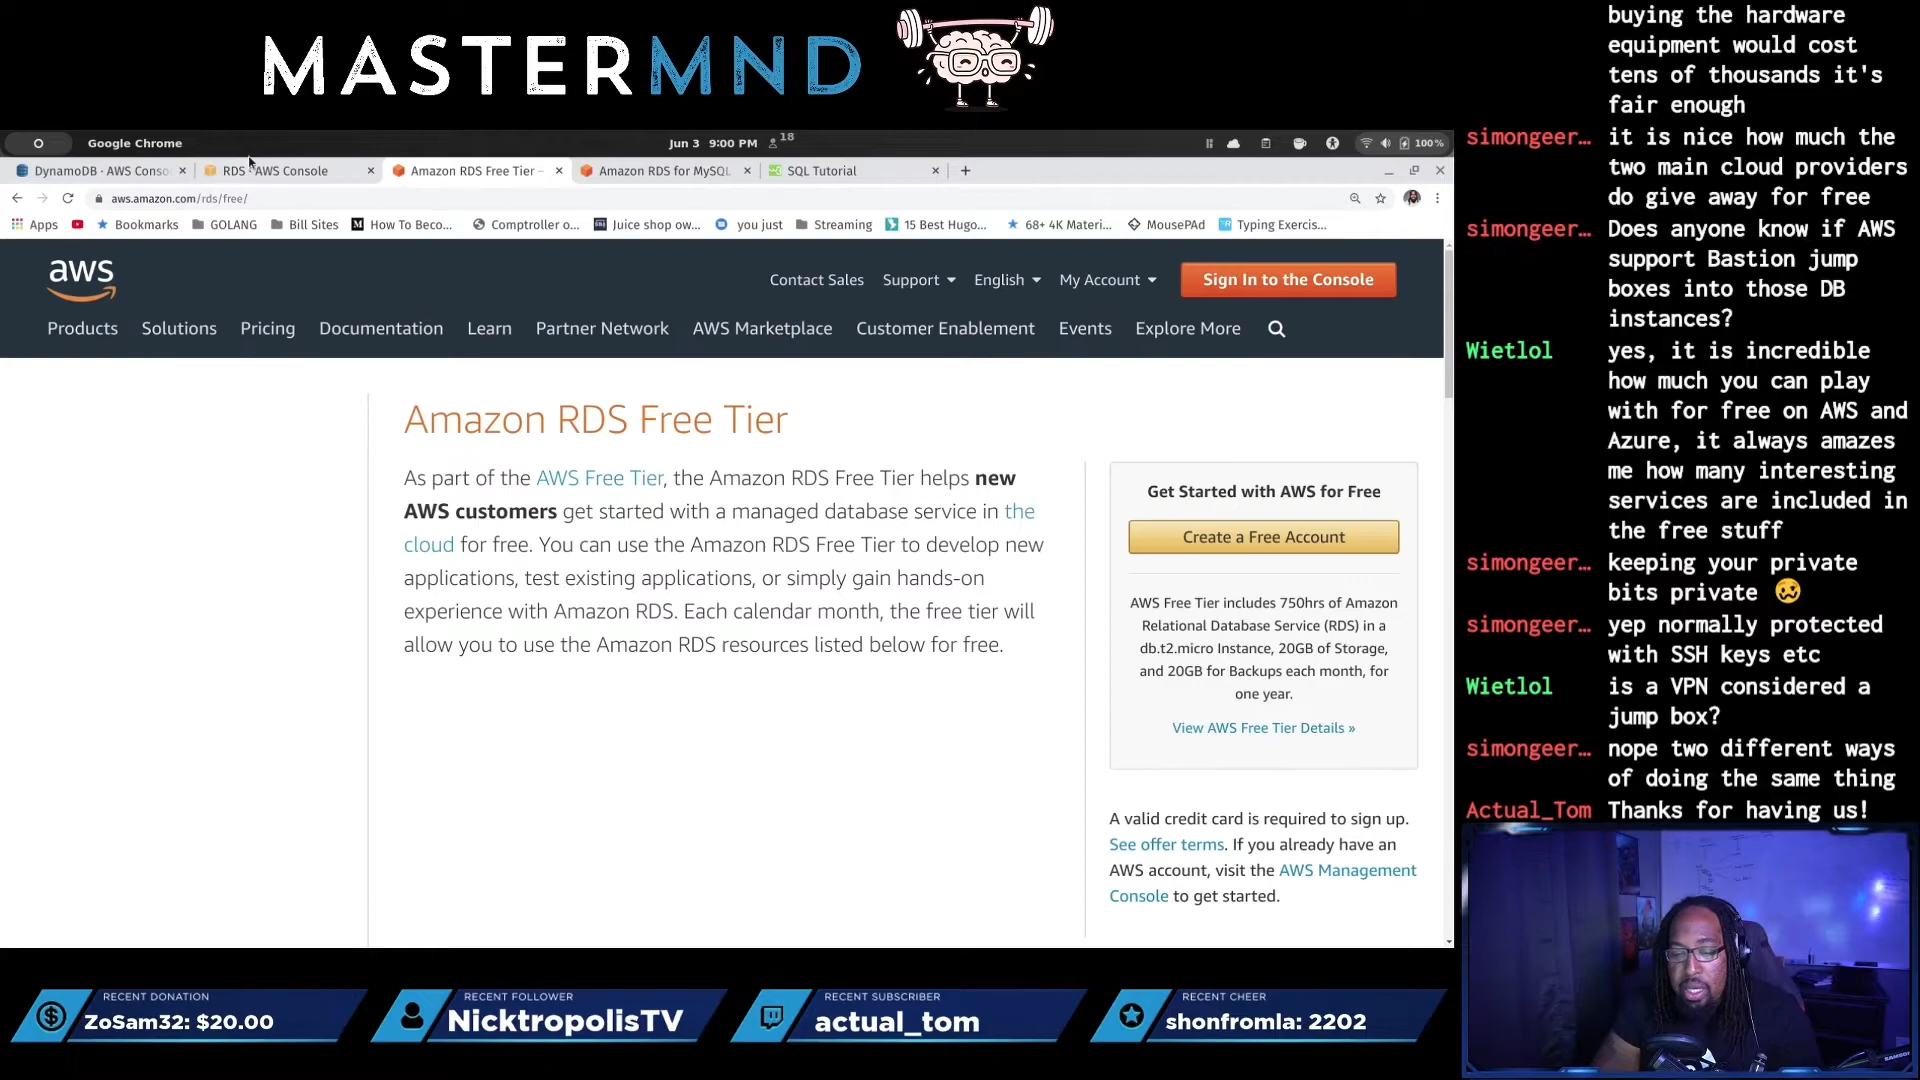 MASTERMND
Google Chrome
Jun 3 9:00 PM
18
100%
DynamoDB · AWS Conso
RDS · AWS Console
Amazon RDS Free Tier –
Amazon RDS for MySQL
SQL Tutorial
aws.amazon.com/rds/free/
Apps
Bookmarks
GOLANG
Bill Sites
How To Beco...
Comptroller o...
Juice shop ow...
you just
Streaming
15 Best Hugo...
68+ 4K Materi...
MousePAd
Typing Exercis...
aws
Contact Sales
Support
English
My Account
Sign In to the Console
Products
Solutions
Pricing
Documentation
Learn
Partner Network
AWS Marketplace
Customer Enablement
Events
Explore More
Amazon RDS Free Tier
As part of the AWS Free Tier, the Amazon RDS Free Tier helps new
AWS customers get started with a managed database service in the
cloud for free. You can use the Amazon RDS Free Tier to develop new
applications, test existing applications, or simply gain hands-on
experience with Amazon RDS. Each calendar month, the free tier will
allow you to use the Amazon RDS resources listed below for free.
Get Started with AWS for Free
Create a Free Account
AWS Free Tier includes 750hrs of Amazon
Relational Database Service (RDS) in a
db.t2.micro Instance, 20GB of Storage,
and 20GB for Backups each month, for
one year.
View AWS Free Tier Details »
A valid credit card is required to sign up.
See offer terms. If you already have an
AWS account, visit the AWS Management
Console to get started.
buying the hardware
equipment would cost
tens of thousands it's
fair enough
simongeer… it is nice how much the
two main cloud providers
do give away for free
simongeer… Does anyone know if AWS
support Bastion jump
boxes into those DB
instances?
Wietlol yes, it is incredible
how much you can play
with for free on AWS and
Azure, it always amazes
me how many interesting
services are included in
the free stuff
simongeer… keeping your private
bits private 🥴
simongeer… yep normally protected
with SSH keys etc
Wietlol is a VPN considered a
jump box?
simongeer… nope two different ways
of doing the same thing
Actual_Tom Thanks for having us!
RECENT DONATION
ZoSam32: $20.00
RECENT FOLLOWER
NicktropolisTV
RECENT SUBSCRIBER
actual_tom
RECENT CHEER
shonfromla: 2202
SAMSON